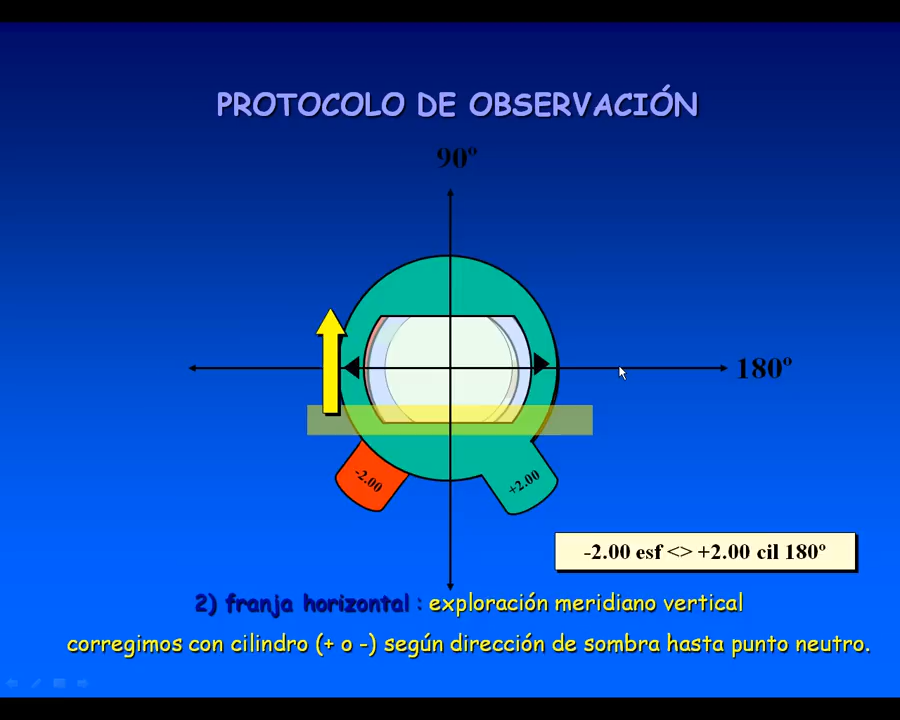 PROTOCOLO DE OBSERVACIÓN
90º
180º
-2.00
+2.00
-2.00 esf <> +2.00 cil 180º
2) franja horizontal : exploración meridiano vertical
corregimos con cilindro (+ o -) según dirección de sombra hasta punto neutro.